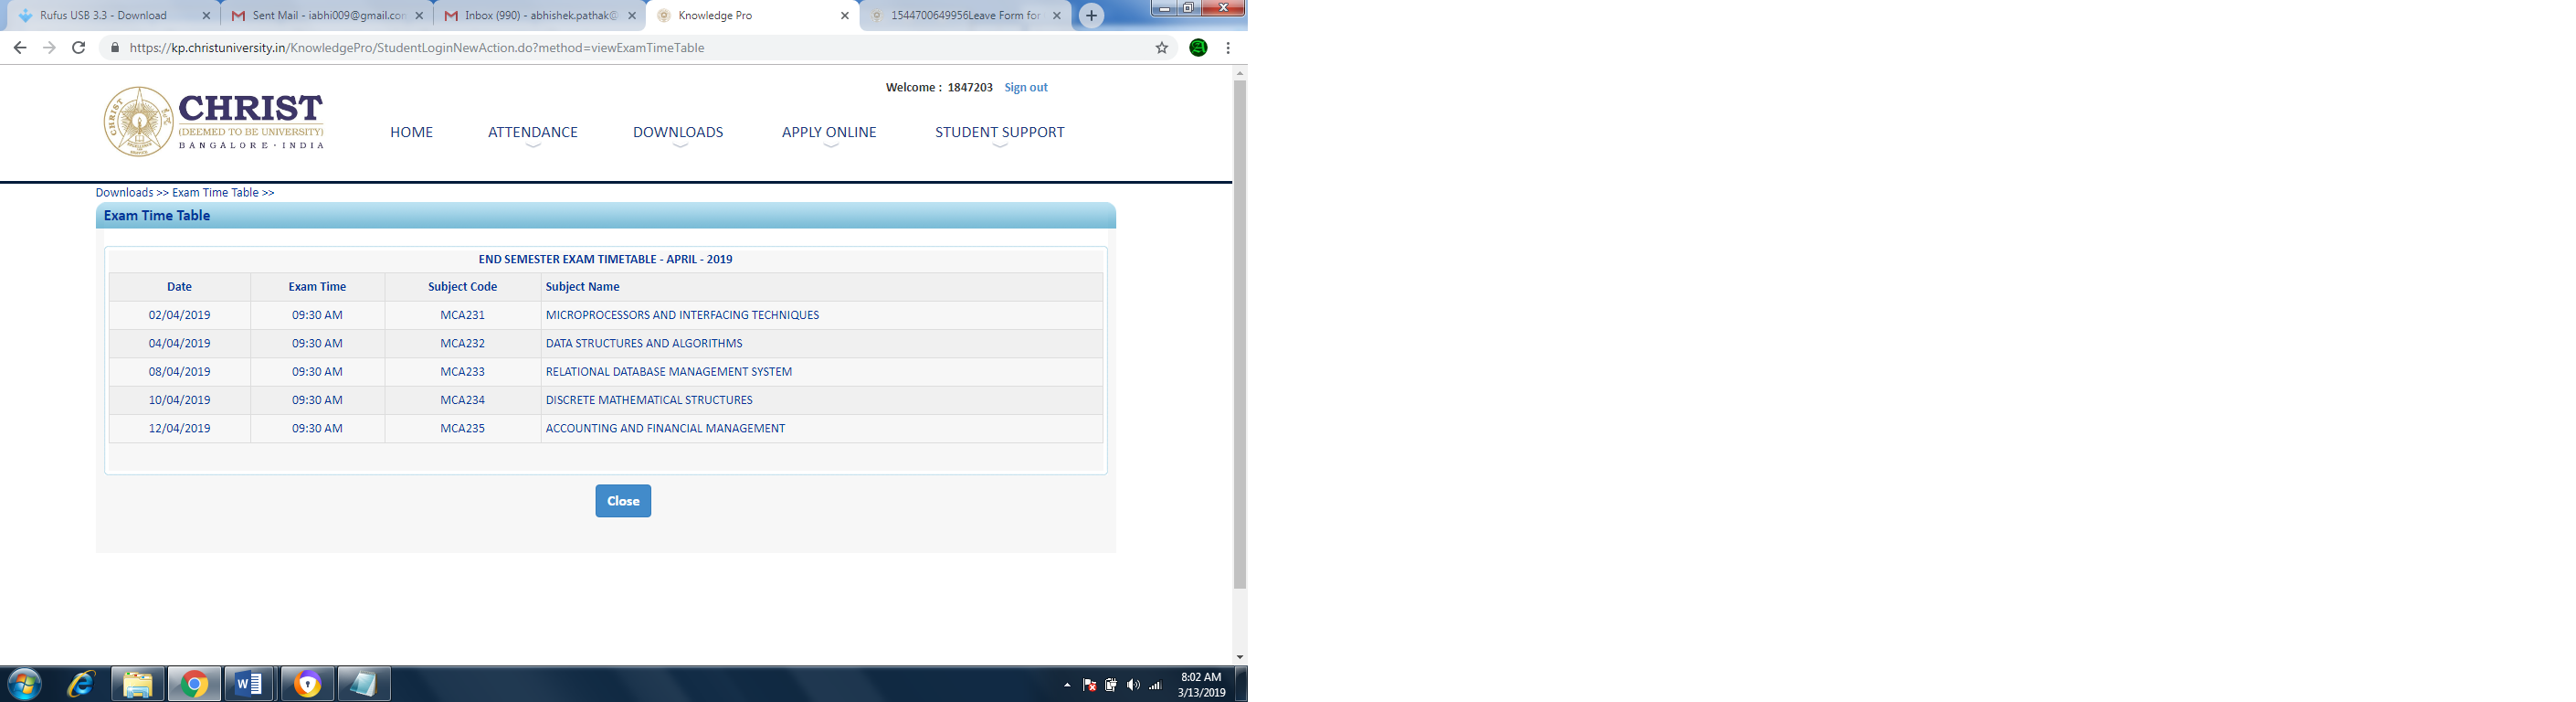 Rufus USB 3.3 - Download
Sent Mail - iabhi009@gmail.con
Inbox (990) - abhishek.pathak@
Knowledge Pro
1544700649956Leave Form for
https://kp.christuniversity.in/KnowledgePro/StudentLoginNewAction.do?method=viewExamTimeTable
Welcome : 1847203 Sign out
CHRIST
(DEEMED TO BE UNIVERSITY)
BANGALORE · INDIA
HOME ATTENDANCE DOWNLOADS APPLY ONLINE STUDENT SUPPORT
Downloads >> Exam Time Table >>
Exam Time Table
END SEMESTER EXAM TIMETABLE - APRIL - 2019
Date Exam Time Subject Code Subject Name
02/04/2019 09:30 AM MCA231 MICROPROCESSORS AND INTERFACING TECHNIQUES
04/04/2019 09:30 AM MCA232 DATA STRUCTURES AND ALGORITHMS
08/04/2019 09:30 AM MCA233 RELATIONAL DATABASE MANAGEMENT SYSTEM
10/04/2019 09:30 AM MCA234 DISCRETE MATHEMATICAL STRUCTURES
12/04/2019 09:30 AM MCA235 ACCOUNTING AND FINANCIAL MANAGEMENT
Close
8:02 AM
3/13/2019